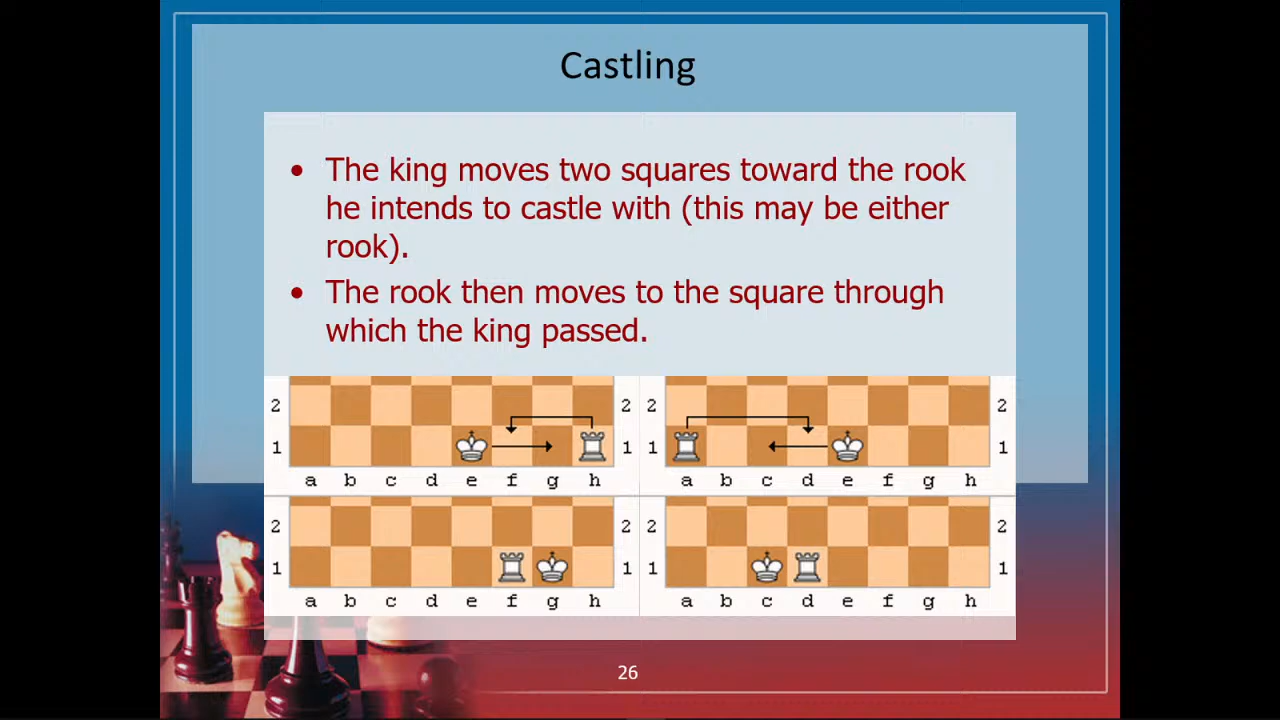 Castling
• The king moves two squares toward the rook
he intends to castle with (this may be either
rook).
• The rook then moves to the square through
which the king passed.
2 2 2 2
1 1 1 1
a b c d e f g h a b c d e f g h
2 2 2 2
1 1 1 1
a b c d e f g h a b c d e f g h
26